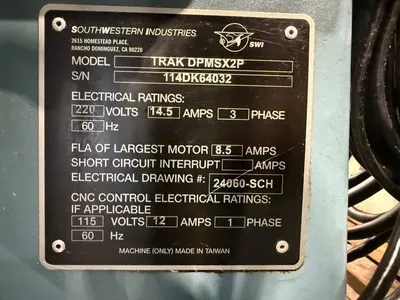 SOUTHWESTERN INDUSTRIES
2615 HOMESTEAD PLACE,
RANCHO DOMINGUEZ, CA 90220
SWI
MODEL TRAK DPMSX2P
S/N 114DK64032
ELECTRICAL RATINGS:
220 VOLTS 14.5 AMPS 3 PHASE
60 Hz
FLA OF LARGEST MOTOR 8.5 AMPS
SHORT CIRCUIT INTERRUPT AMPS
ELECTRICAL DRAWING #: 24060-SCH
CNC CONTROL ELECTRICAL RATINGS:
IF APPLICABLE
115 VOLTS 12 AMPS 1 PHASE
60 Hz
MACHINE (ONLY) MADE IN TAIWAN